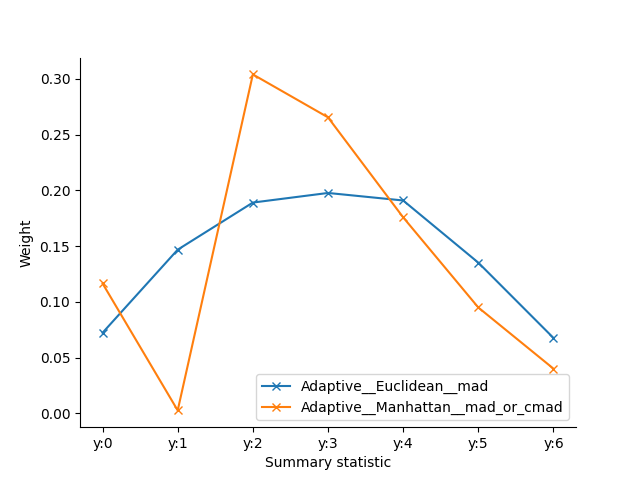 0.30
0.25
0.20
0.15
0.10
0.05
0.00
Weight
Adaptive__Euclidean__mad
Adaptive__Manhattan__mad_or_cmad
y:0 y:1 y:2 y:3 y:4 y:5 y:6
Summary statistic